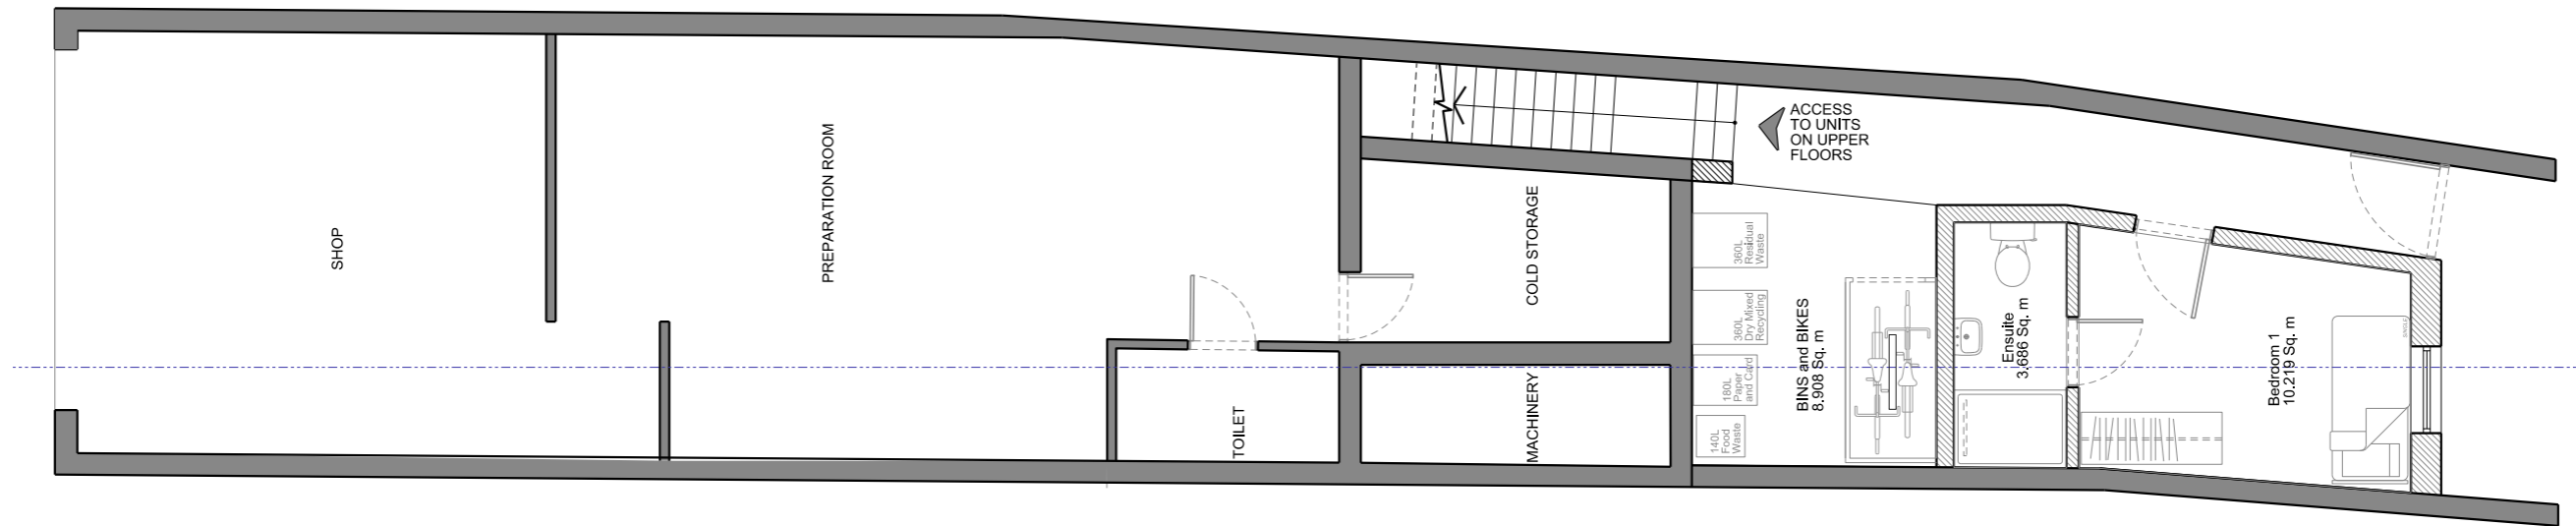 SHOP
PREPARATION ROOM
TOILET
COLD STORAGE
MACHINERY
ACCESS
TO UNITS
ON UPPER
FLOORS
360L
Residual
Waste
360L
Dry Mixed
Recycling
180L
Paper
and Card
140L
Food
Waste
BINS and BIKES
8.908 Sq. m
Ensuite
3.686 Sq. m
Bedroom 1
10.219 Sq. m
SINGLE